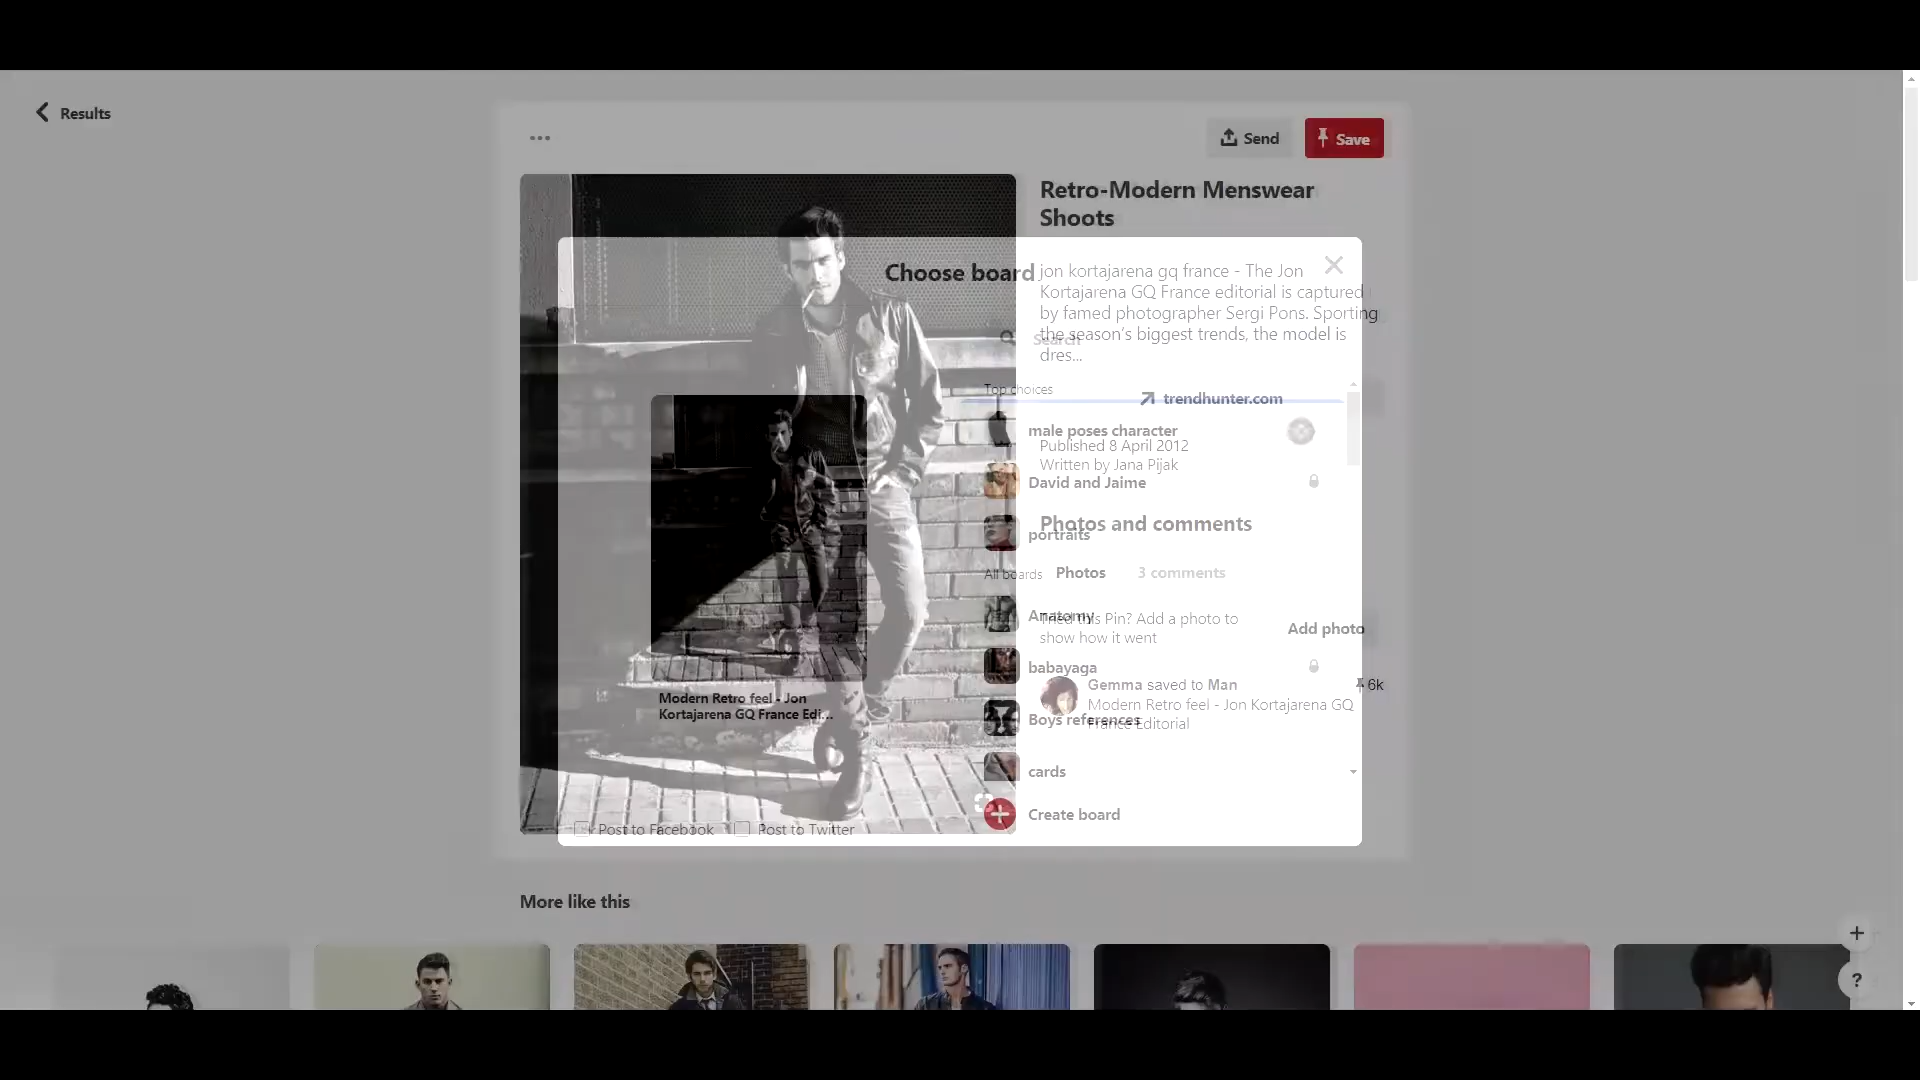 Results
Send
Save
Retro-Modern Menswear
Shoots
Choose board
jon kortajarena gq france - The Jon
Kortajarena GQ France editorial is captured
by famed photographer Sergi Pons. Sporting
the season's biggest trends, the model is
dres...
Search
Top choices
trendhunter.com
male poses character
Published 8 April 2012
Written by Jana Pijak
David and Jaime
Photos and comments
portraits
All boards
Photos
3 comments
Anatomy
Tried this Pin? Add a photo to
show how it went
Add photo
babayaga
Gemma saved to Man
6k
Modern Retro feel - Jon Kortajarena GQ
France Editorial
Boys references
Modern Retro feel - Jon
Kortajarena GQ France Edi...
cards
Create board
Post to Facebook
Post to Twitter
More like this
+
?